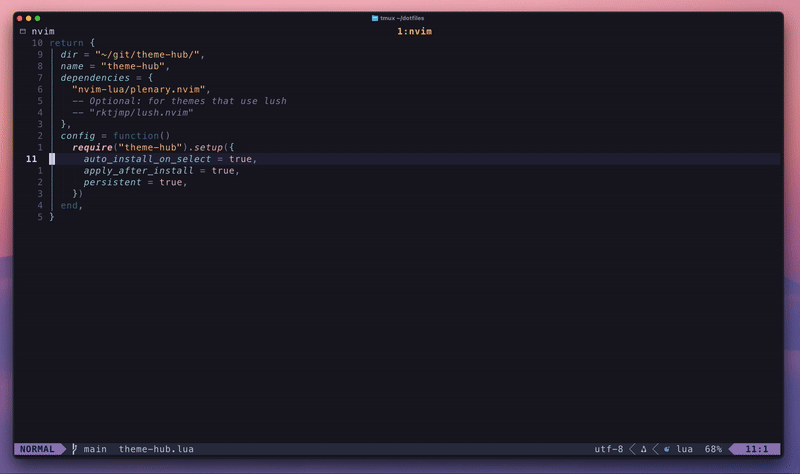 tmux ~/dotfiles
nvim 1:nvim
10 return {
9 dir = "~/git/theme-hub/",
8 name = "theme-hub",
7 dependencies = {
6 "nvim-lua/plenary.nvim",
5 -- Optional: for themes that use lush
4 -- "rktjmp/lush.nvim"
3 },
2 config = function()
1 require("theme-hub").setup({
11 auto_install_on_select = true,
1 apply_after_install = true,
2 persistent = true,
3 })
4 end,
5 }
NORMAL main theme-hub.lua utf-8 lua 68% 11:1